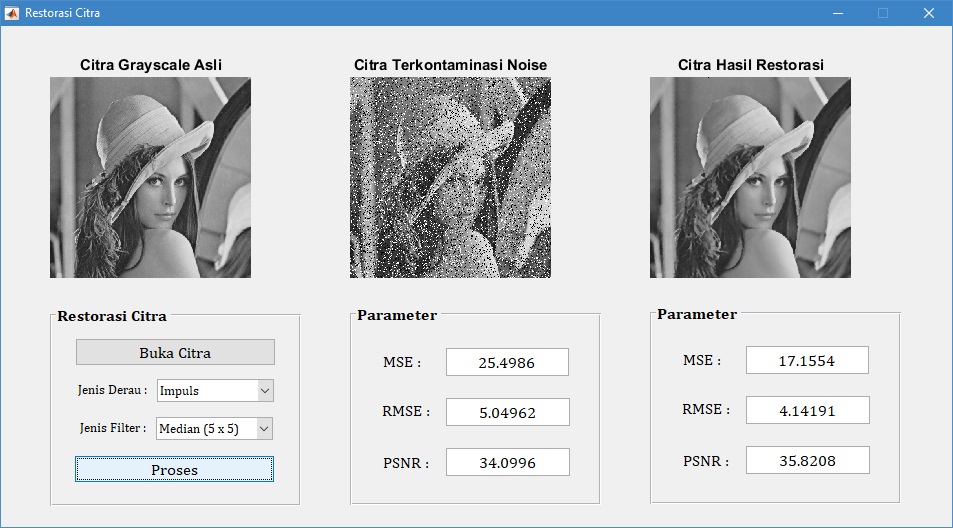 Restorasi Citra
Citra Grayscale Asli
Citra Terkontaminasi Noise
Citra Hasil Restorasi
Restorasi Citra
Buka Citra
Jenis Derau : Impuls
Jenis Filter : Median (5 x 5)
Proses
Parameter
MSE : 25.4986
RMSE : 5.04962
PSNR : 34.0996
Parameter
MSE : 17.1554
RMSE : 4.14191
PSNR : 35.8208